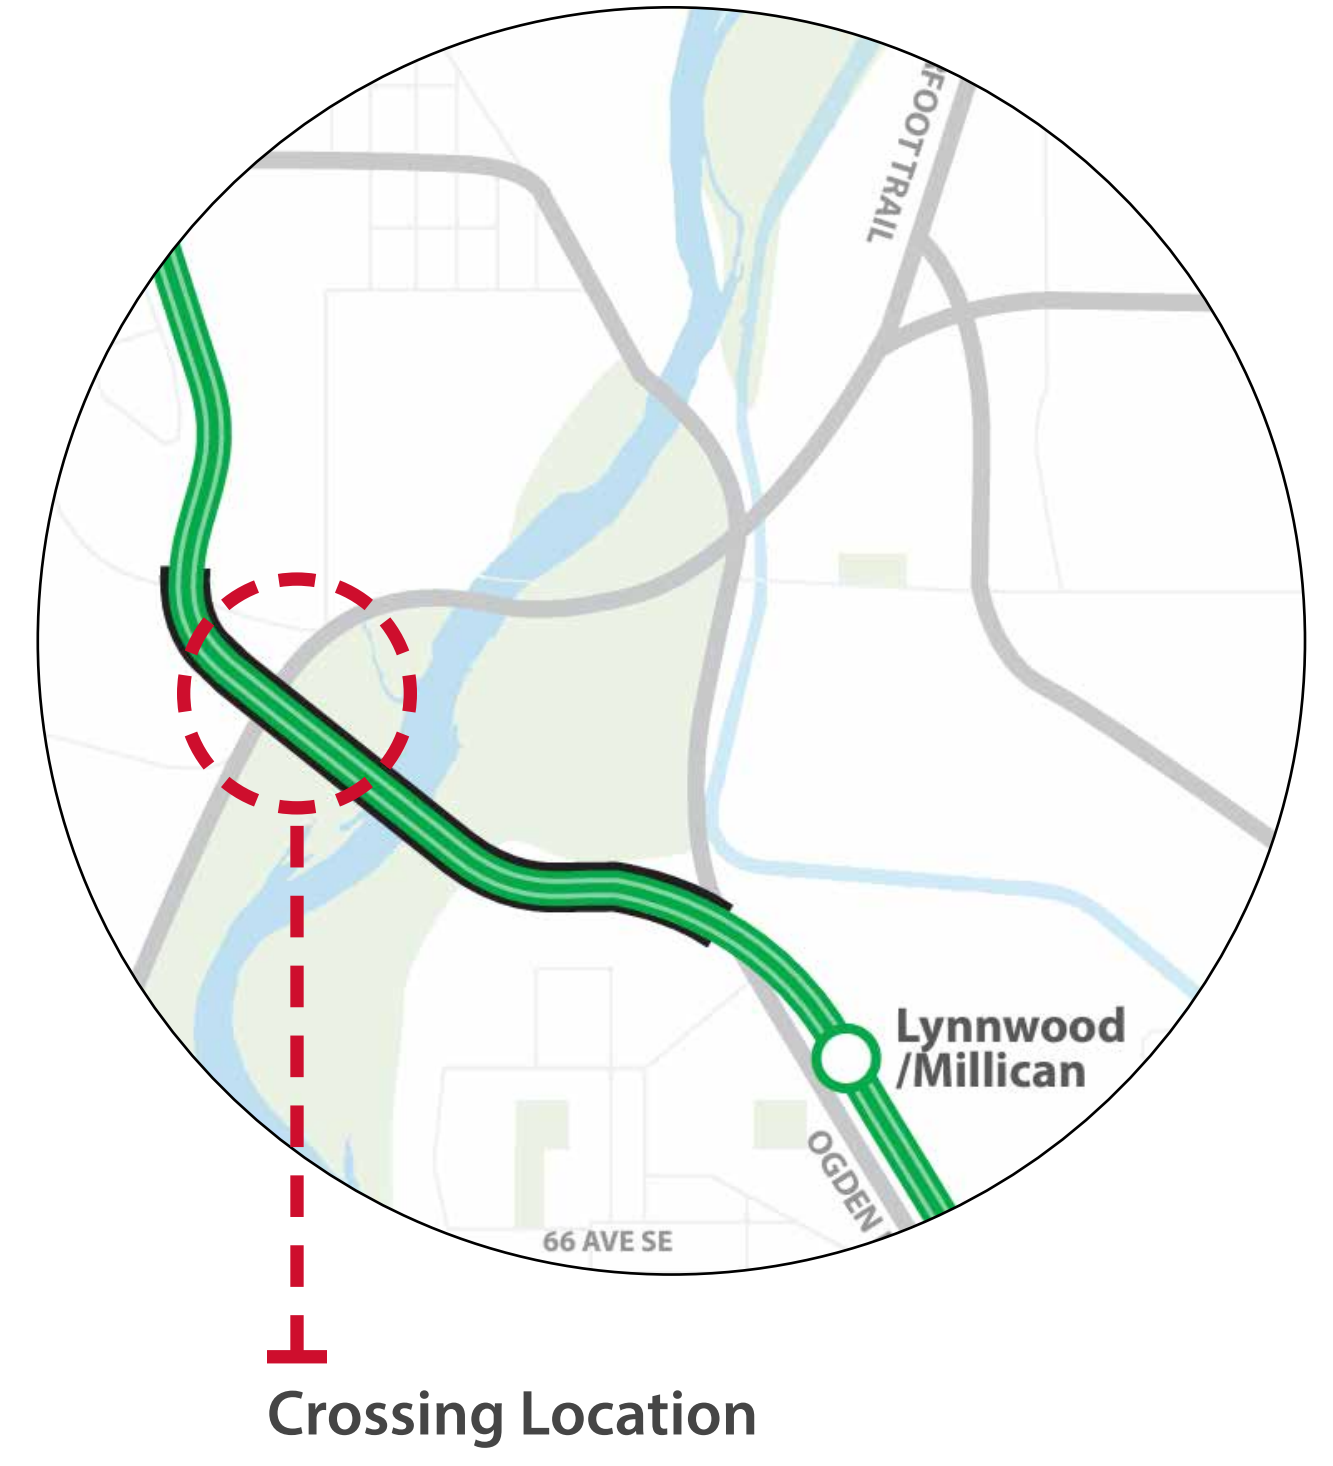 FOOT TRAIL
Lynnwood
/Millican
OGDEN
66 AVE SE
Crossing Location